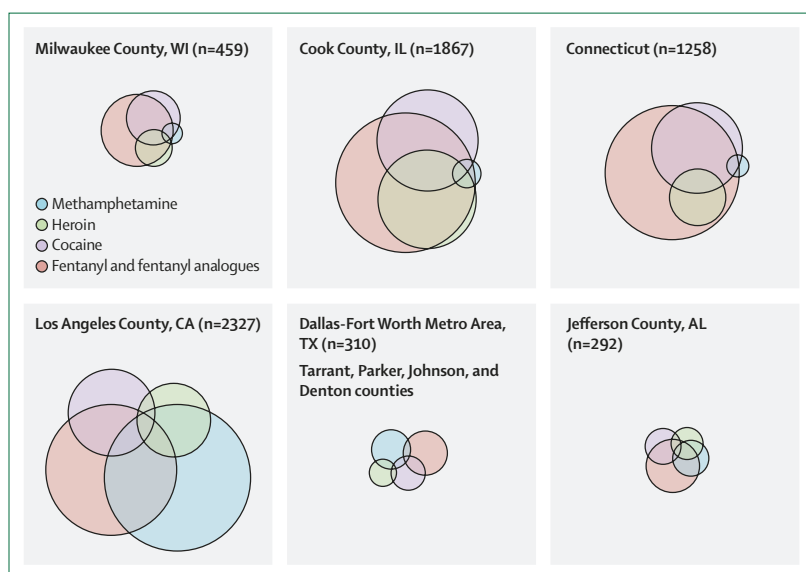 Milwaukee County, WI (n=459)
Cook County, IL (n=1867)
Connecticut (n=1258)
Methamphetamine
Heroin
Cocaine
Fentanyl and fentanyl analogues
Los Angeles County, CA (n=2327)
Dallas-Fort Worth Metro Area,
TX (n=310)
Tarrant, Parker, Johnson, and
Denton counties
Jefferson County, AL
(n=292)